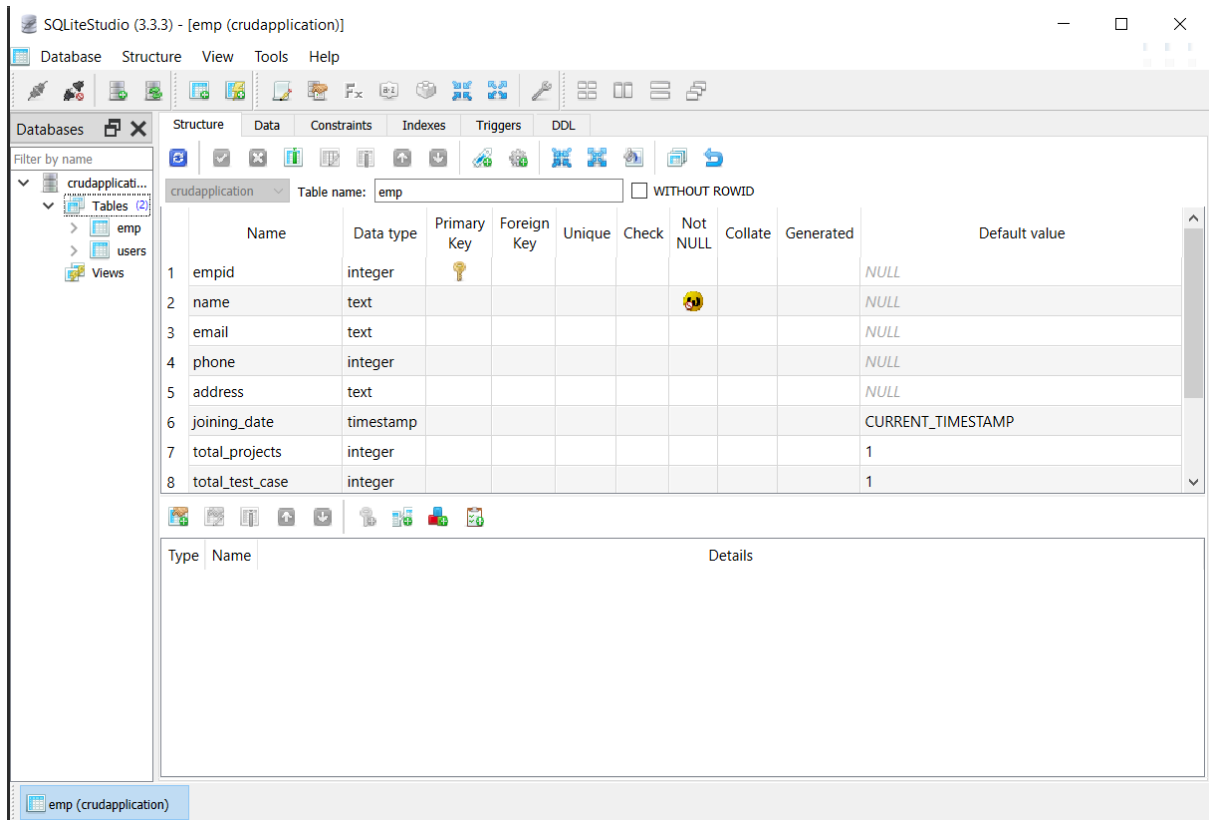 SQLiteStudio (3.3.3) - [emp (crudapplication)]
Database Structure View Tools Help
Databases
Filter by name
crudapplicati...
Tables (2)
emp
users
Views
Structure Data Constraints Indexes Triggers DDL
crudapplication Table name: emp WITHOUT ROWID
Name Data type Primary Key Foreign Key Unique Check Not NULL Collate Generated Default value
1 empid integer NULL
2 name text NULL
3 email text NULL
4 phone integer NULL
5 address text NULL
6 joining_date timestamp CURRENT_TIMESTAMP
7 total_projects integer 1
8 total_test_case integer 1
Type Name Details
emp (crudapplication)